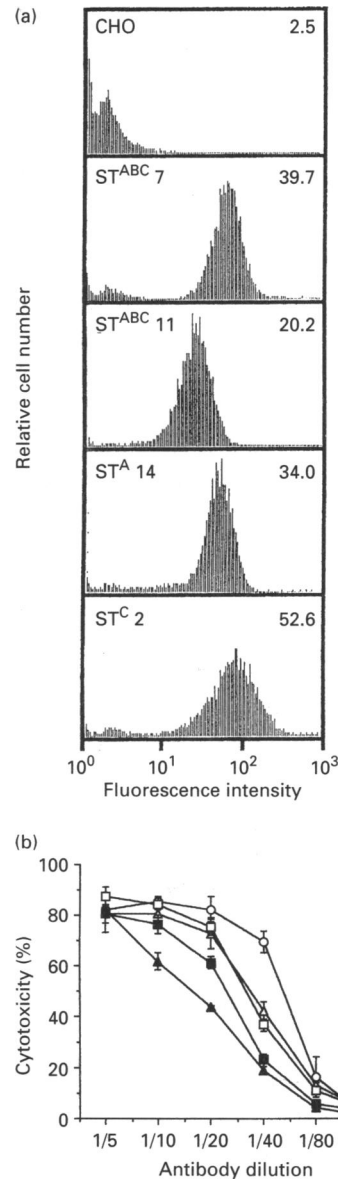 (a)
CHO 2.5
ST^ABC 7 39.7
ST^ABC 11 20.2
ST^A 14 34.0
ST^C 2 52.6
Relative cell number
10^0 10^1 10^2 10^3
Fluorescence intensity
(b)
100
80
60
40
20
0
Cytotoxicity (%)
1/5 1/10 1/20 1/40 1/80
Antibody dilution